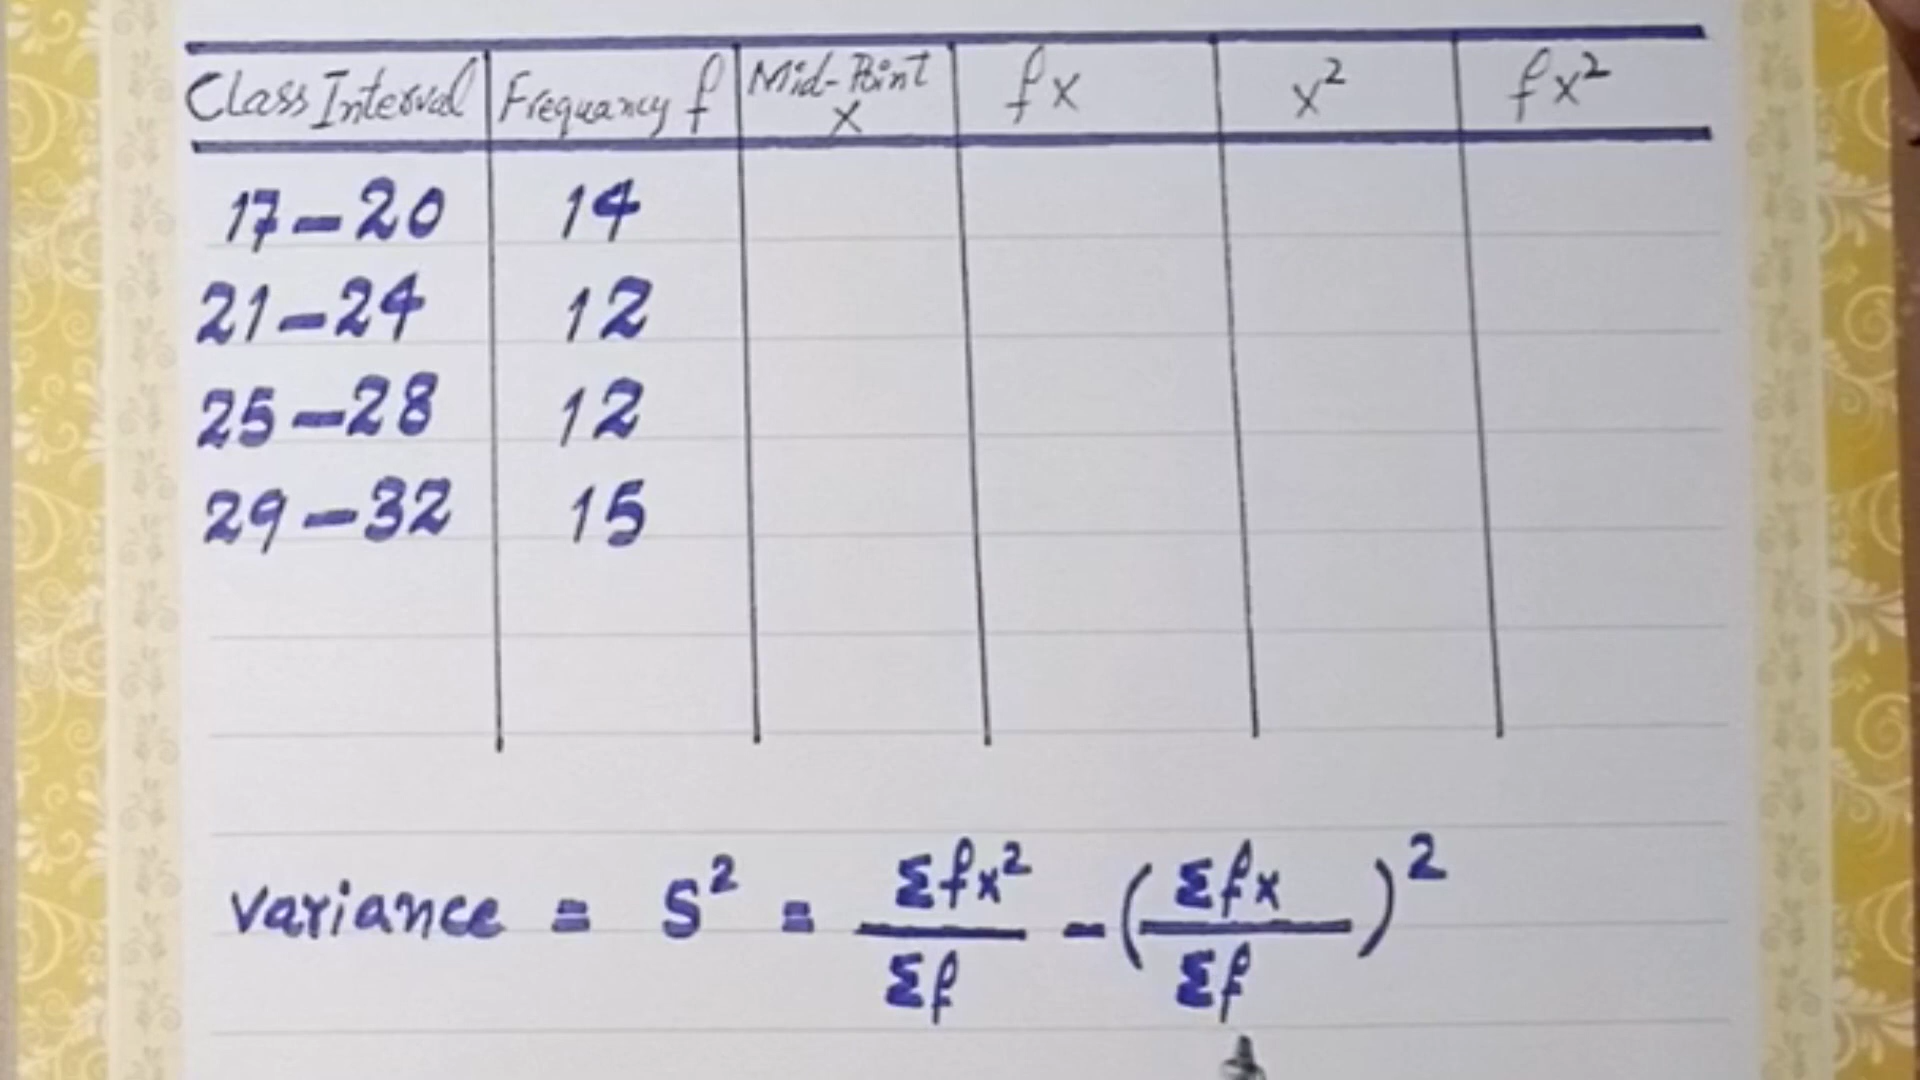 Class Interval Frequancy f Mid-Point x fx x² fx²
17-20 14
21-24 12
25-28 12
29-32 15
variance = S² = Σfx²/Σf - (Σfx/Σf)²